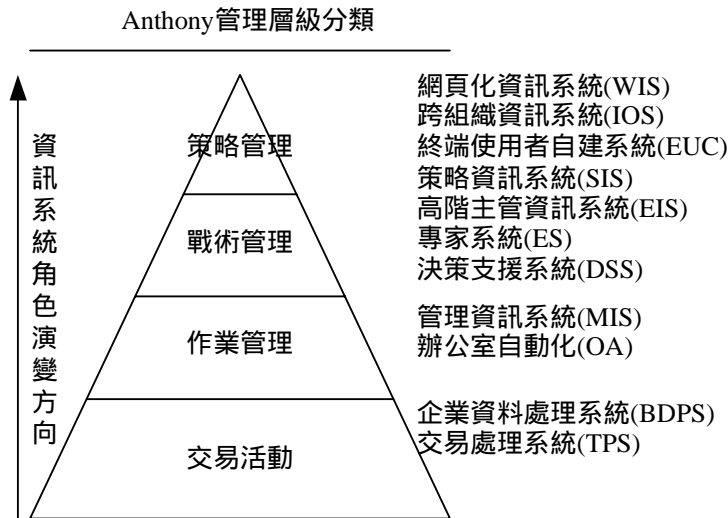 Anthony管理層級分類
資訊系統角色演變方向
策略管理
戰術管理
作業管理
交易活動
網頁化資訊系統(WIS)
跨組織資訊系統(IOS)
終端使用者自建系統(EUC)
策略資訊系統(SIS)
高階主管資訊系統(EIS)
專家系統(ES)
決策支援系統(DSS)
管理資訊系統(MIS)
辦公室自動化(OA)
企業資料處理系統(BDPS)
交易處理系統(TPS)